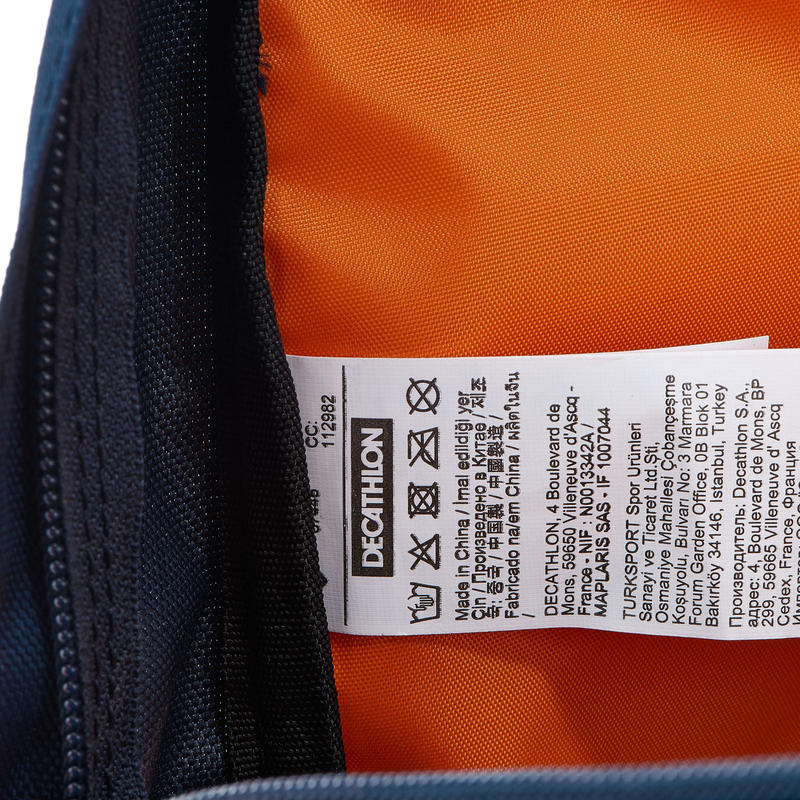 CC:
112982
DECATHLON
Made in China / Imal edildiği yer
Çin / Произведено в Китае / 제조
국: 중국 / 中國製 / 中國製造 /
Fabricado na/em China / ผลิตในจีน
/
DECATHLON, 4 Boulevard de
Mons, 59650 Villeneuve d'Ascq -
France - NIF : N0013342A /
MAPLARIS SAS - IF 1007044
TURKSPORT Spor Ürünleri
Sanayi ve Ticaret Ltd.Şti,
Osmaniye Mahallesi Çobançeşme
Koşuyolu, Bulvarı No: 3 Marmara
Forum Garden Office, 0B Blok 01
Bakırköy 34146, Istanbul, Turkey
Производитель: Decathlon S.A.,
адрес: 4, Boulevard de Mons, BP
299, 59665 Villeneuve d' Ascq
Cedex, France, Франция